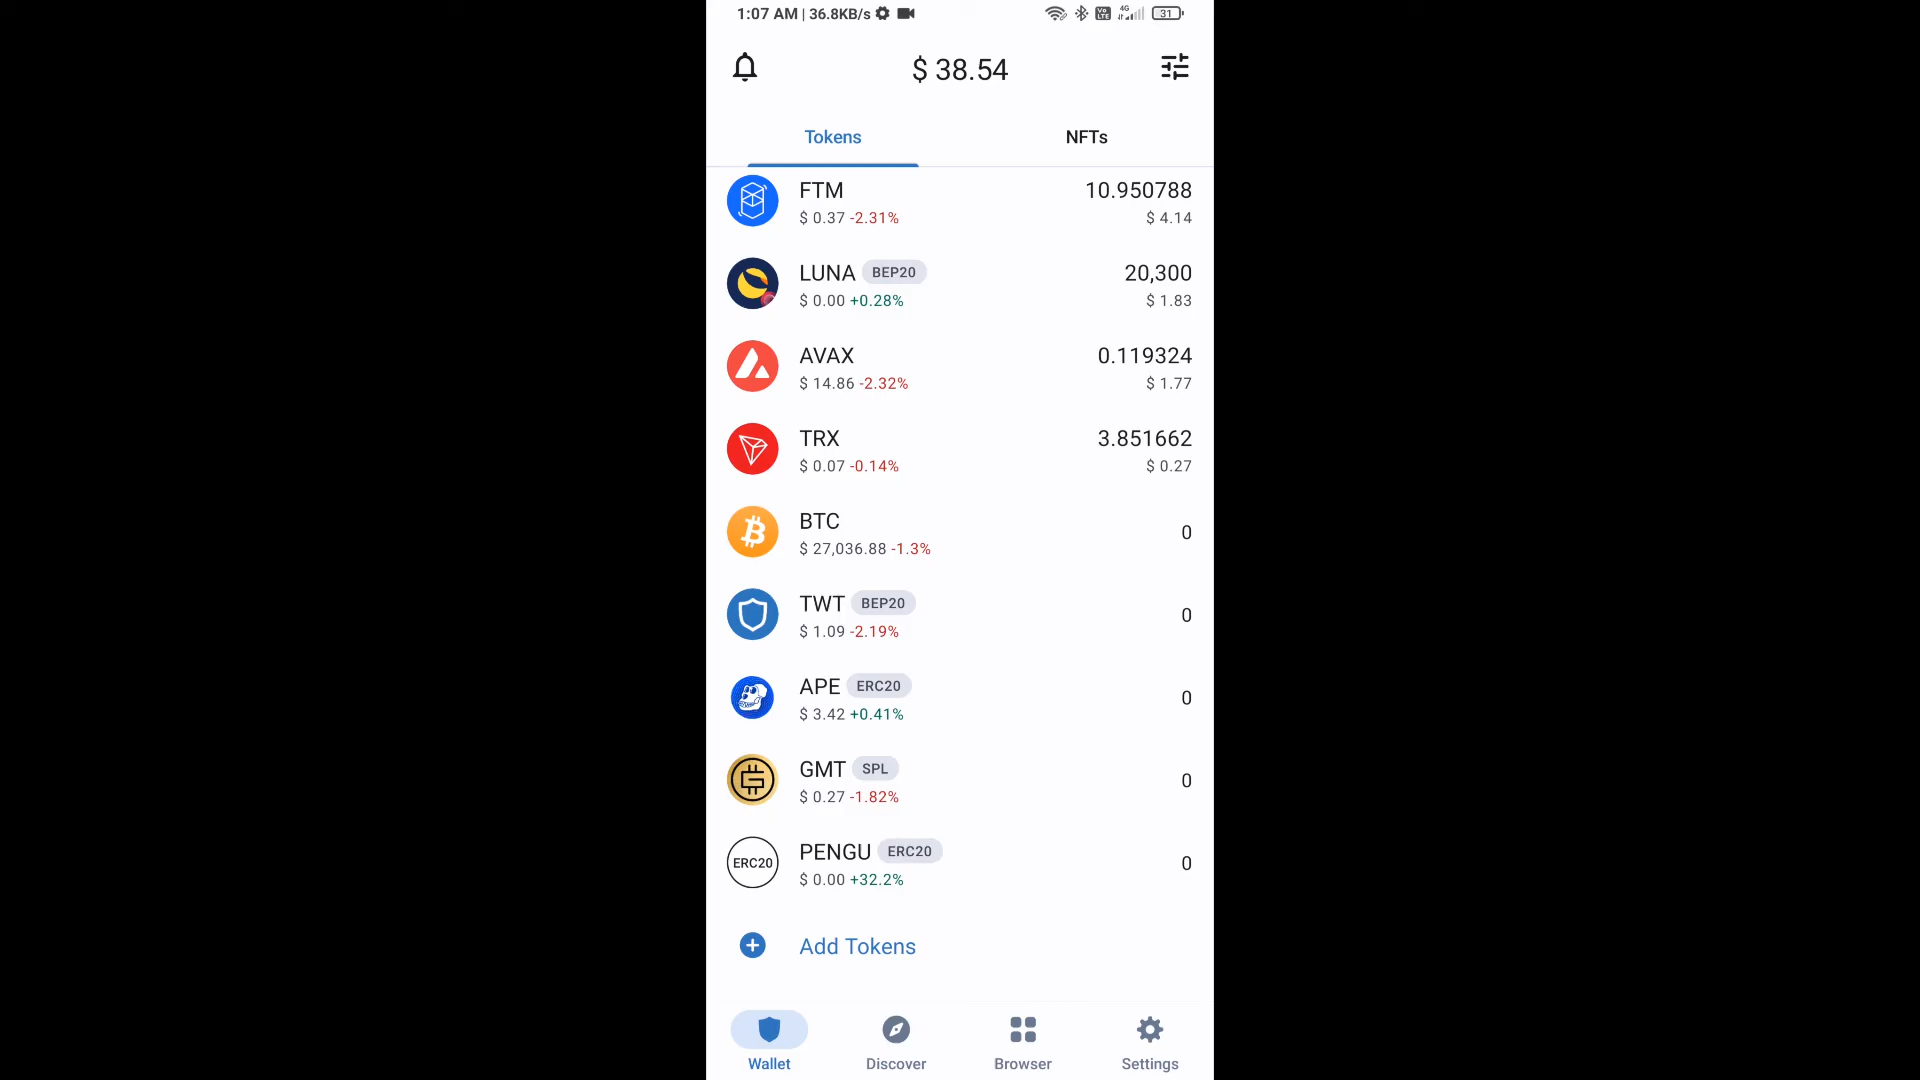 1:07 AM | 36.8KB/s
Vo LTE 4G 31
$ 38.54
Tokens NFTs
FTM 10.950788
$ 0.37 -2.31% $ 4.14
LUNA BEP20 20,300
$ 0.00 +0.28% $ 1.83
AVAX 0.119324
$ 14.86 -2.32% $ 1.77
TRX 3.851662
$ 0.07 -0.14% $ 0.27
BTC 0
$ 27,036.88 -1.3%
TWT BEP20 0
$ 1.09 -2.19%
APE ERC20 0
$ 3.42 +0.41%
GMT SPL 0
$ 0.27 -1.82%
ERC20 PENGU ERC20 0
$ 0.00 +32.2%
Add Tokens
Wallet Discover Browser Settings